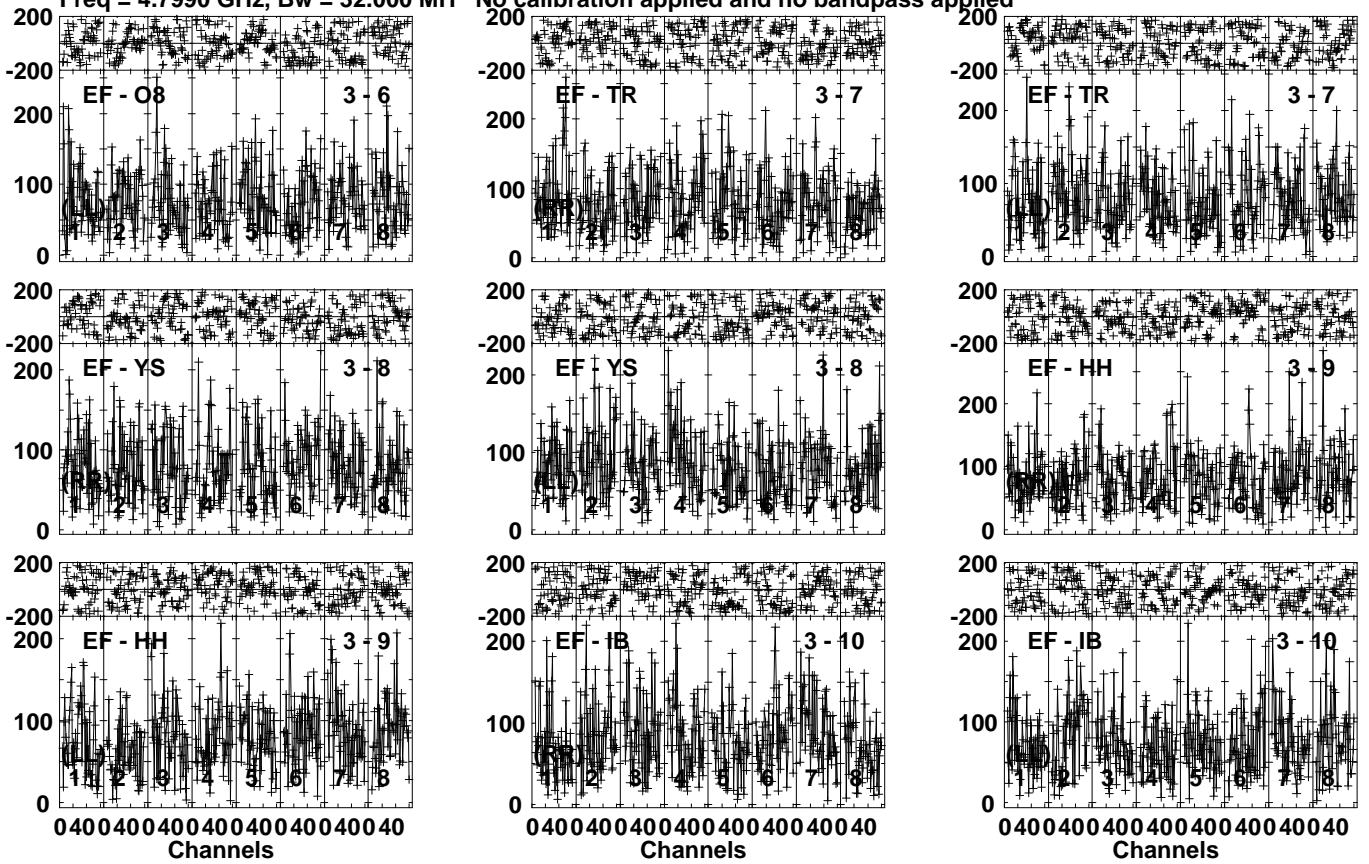 Freq = 4.7990 GHz, Bw = 32.000 MH No calibration applied and no bandpass applied
200 200 200
-200 -200 -200
EF - O8 3 - 6 EF - TR 3 - 7 EF - TR 3 - 7
200 200 200
100 100 100
(LL) (RR) (LL)
1 2 3 4 5 6 7 8 1 2 3 4 5 6 7 8 1 2 3 4 5 6 7 8
0 0 0
200 200 200
-200 -200 -200
EF - YS 3 - 8 EF - YS 3 - 8 EF - HH 3 - 9
200 200 200
100 100 100
(RR) (LL) (RR)
1 2 3 4 5 6 7 8 1 2 3 4 5 6 7 8 1 2 3 4 5 6 7 8
0 0 0
200 200 200
-200 -200 -200
EF - HH 3 - 9 EF - IB 3 - 10 EF - IB 3 - 10
200 200 200
100 100 100
(LL) (RR) (LL)
1 2 3 4 5 6 7 8 1 2 3 4 5 6 7 8 1 2 3 4 5 6 7 8
0 0 0
0 40 0 40 0 40 0 40 0 40 0 40 0 40 0 40 0 40 0 40 0 40 0 40 0 40 0 40 0 40 0 40 0 40 0 40 0 40 0 40 0 40 0 40 0 40 0 40
Channels Channels Channels